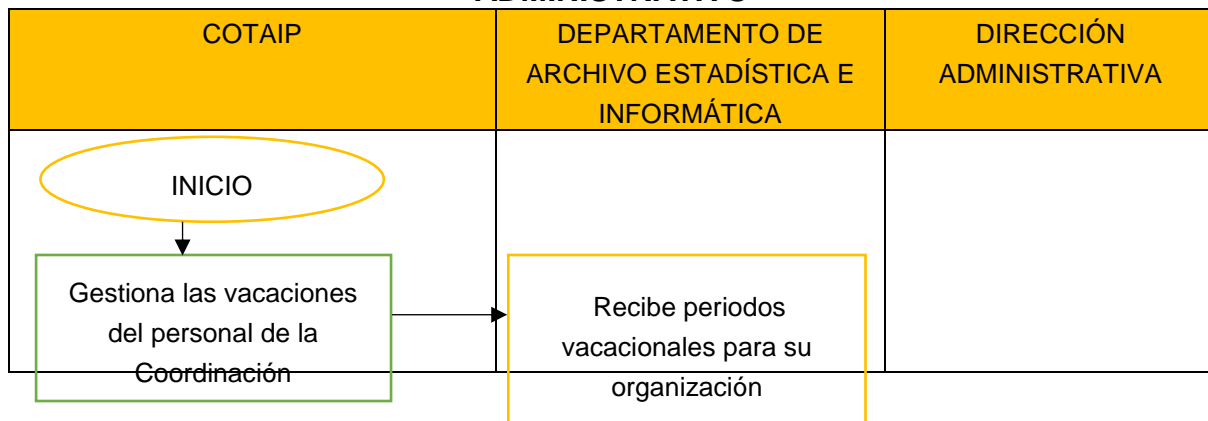 COTAIP
DEPARTAMENTO DE
ARCHIVO ESTADÍSTICA E
INFORMÁTICA
DIRECCIÓN
ADMINISTRATIVA
INICIO
Gestiona las vacaciones
del personal de la
Coordinación
Recibe periodos
vacacionales para su
organización